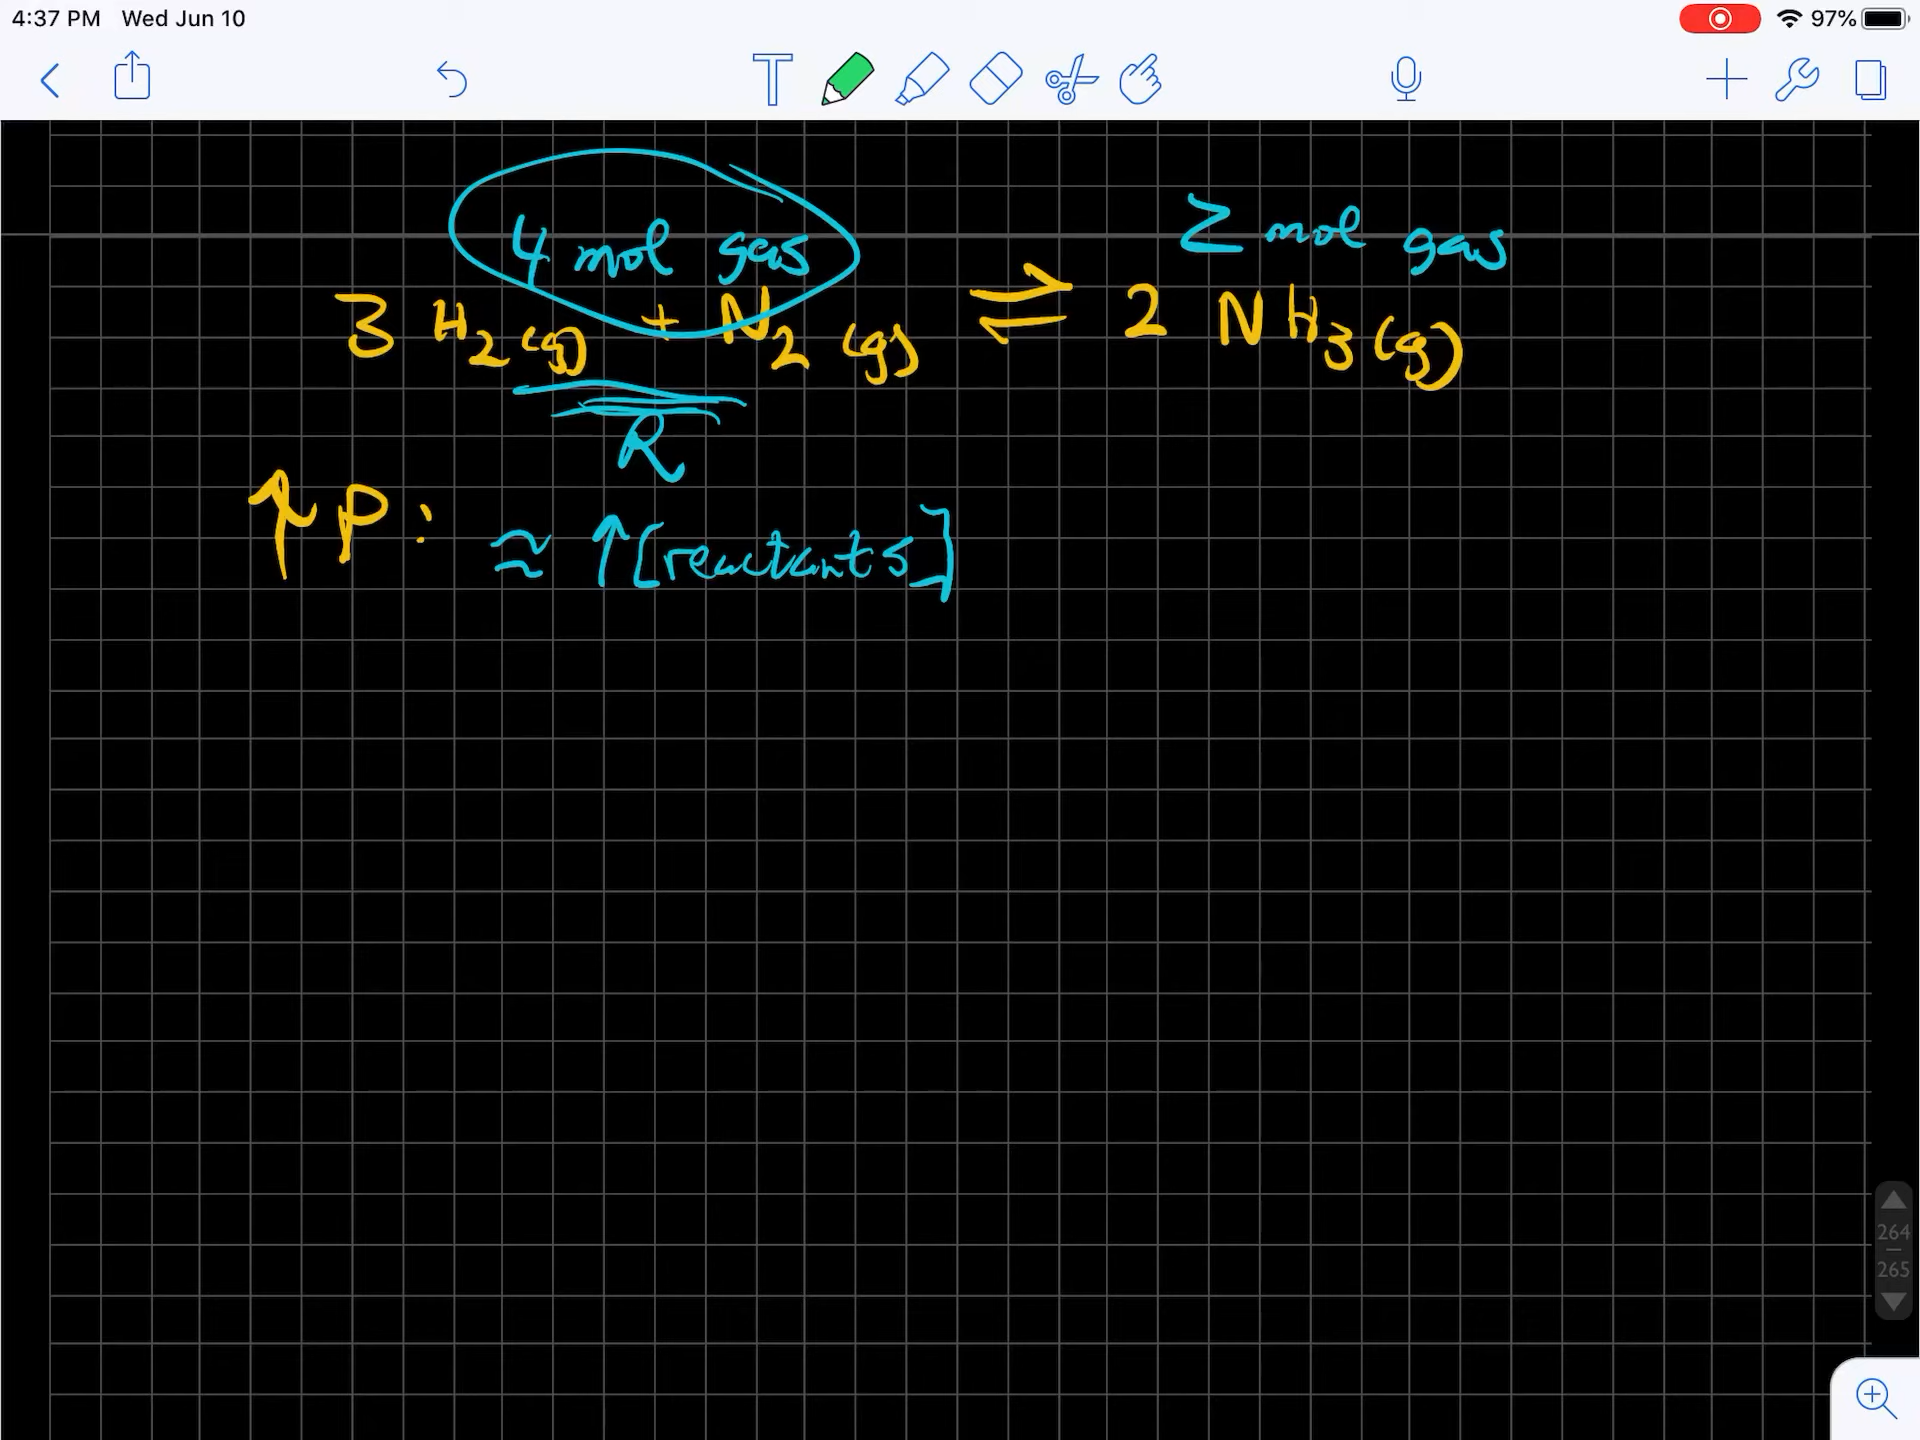 4:37 PM Wed Jun 10 97%
4 mol gas 2 mol gas
3 H₂(g) + N₂(g) ⇌ 2 NH₃(g)
R
↑ P : ≅ ↑ [reactants]
264
265